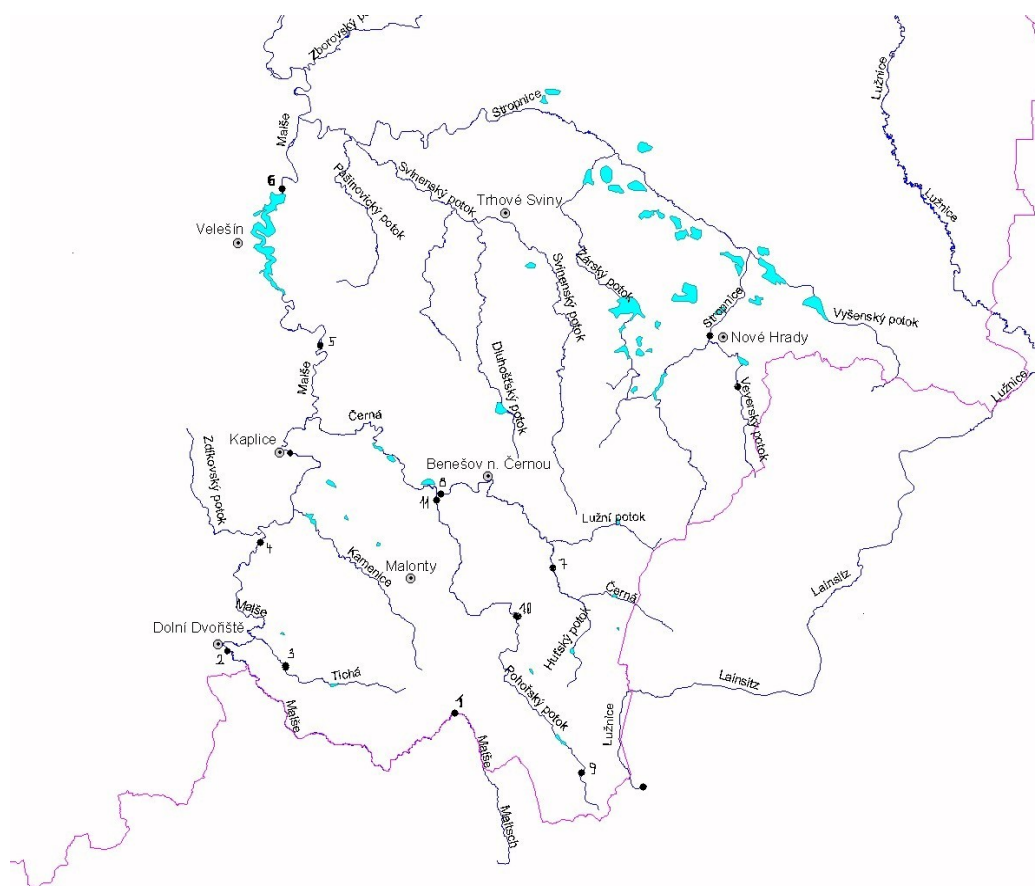 Zborovský p
Stropnice
Lužnice
Malše
6
Pašinovický potok
Svinenský potok
Trhové Sviny
Lužnice
Velešín
Žárský potok
Svinenský potok
Stropnice
Nové Hrady
Vyšenský potok
5
Malše
Dluhošťský potok
Veverský potok
Lužnice
Černá
Kaplice
Zdíkovský potok
Benešov n. Černou
8
11
Lužní potok
4
Kamenice
Malonty
7
Černá
Lainsitz
Malše
10
Huťský potok
Dolní Dvořiště
2
3
Tichá
Pohořský potok
Lainsitz
Malše
1
Lužnice
Malše
9
Maltsch